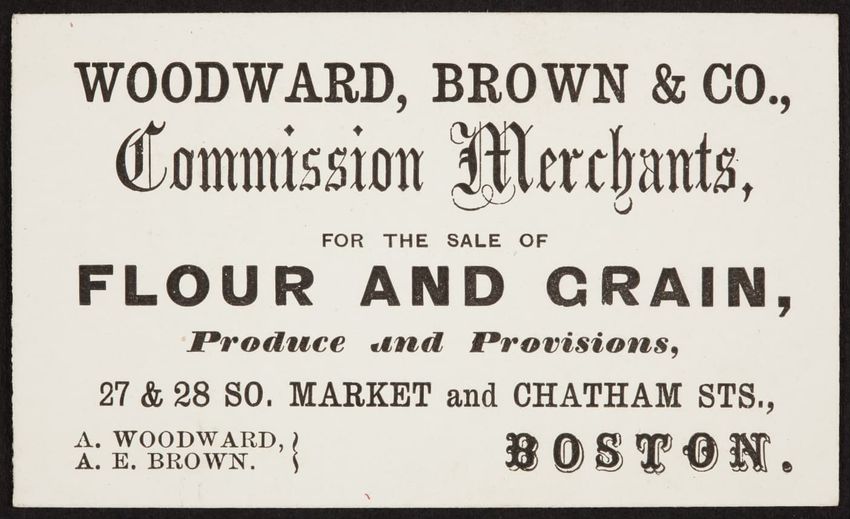 WOODWARD, BROWN & CO.,
Commission Merchants,
FOR THE SALE OF
FLOUR AND GRAIN,
Produce and Provisions,
27 & 28 SO. MARKET and CHATHAM STS.,
A. WOODWARD,
A. E. BROWN. }
BOSTON.